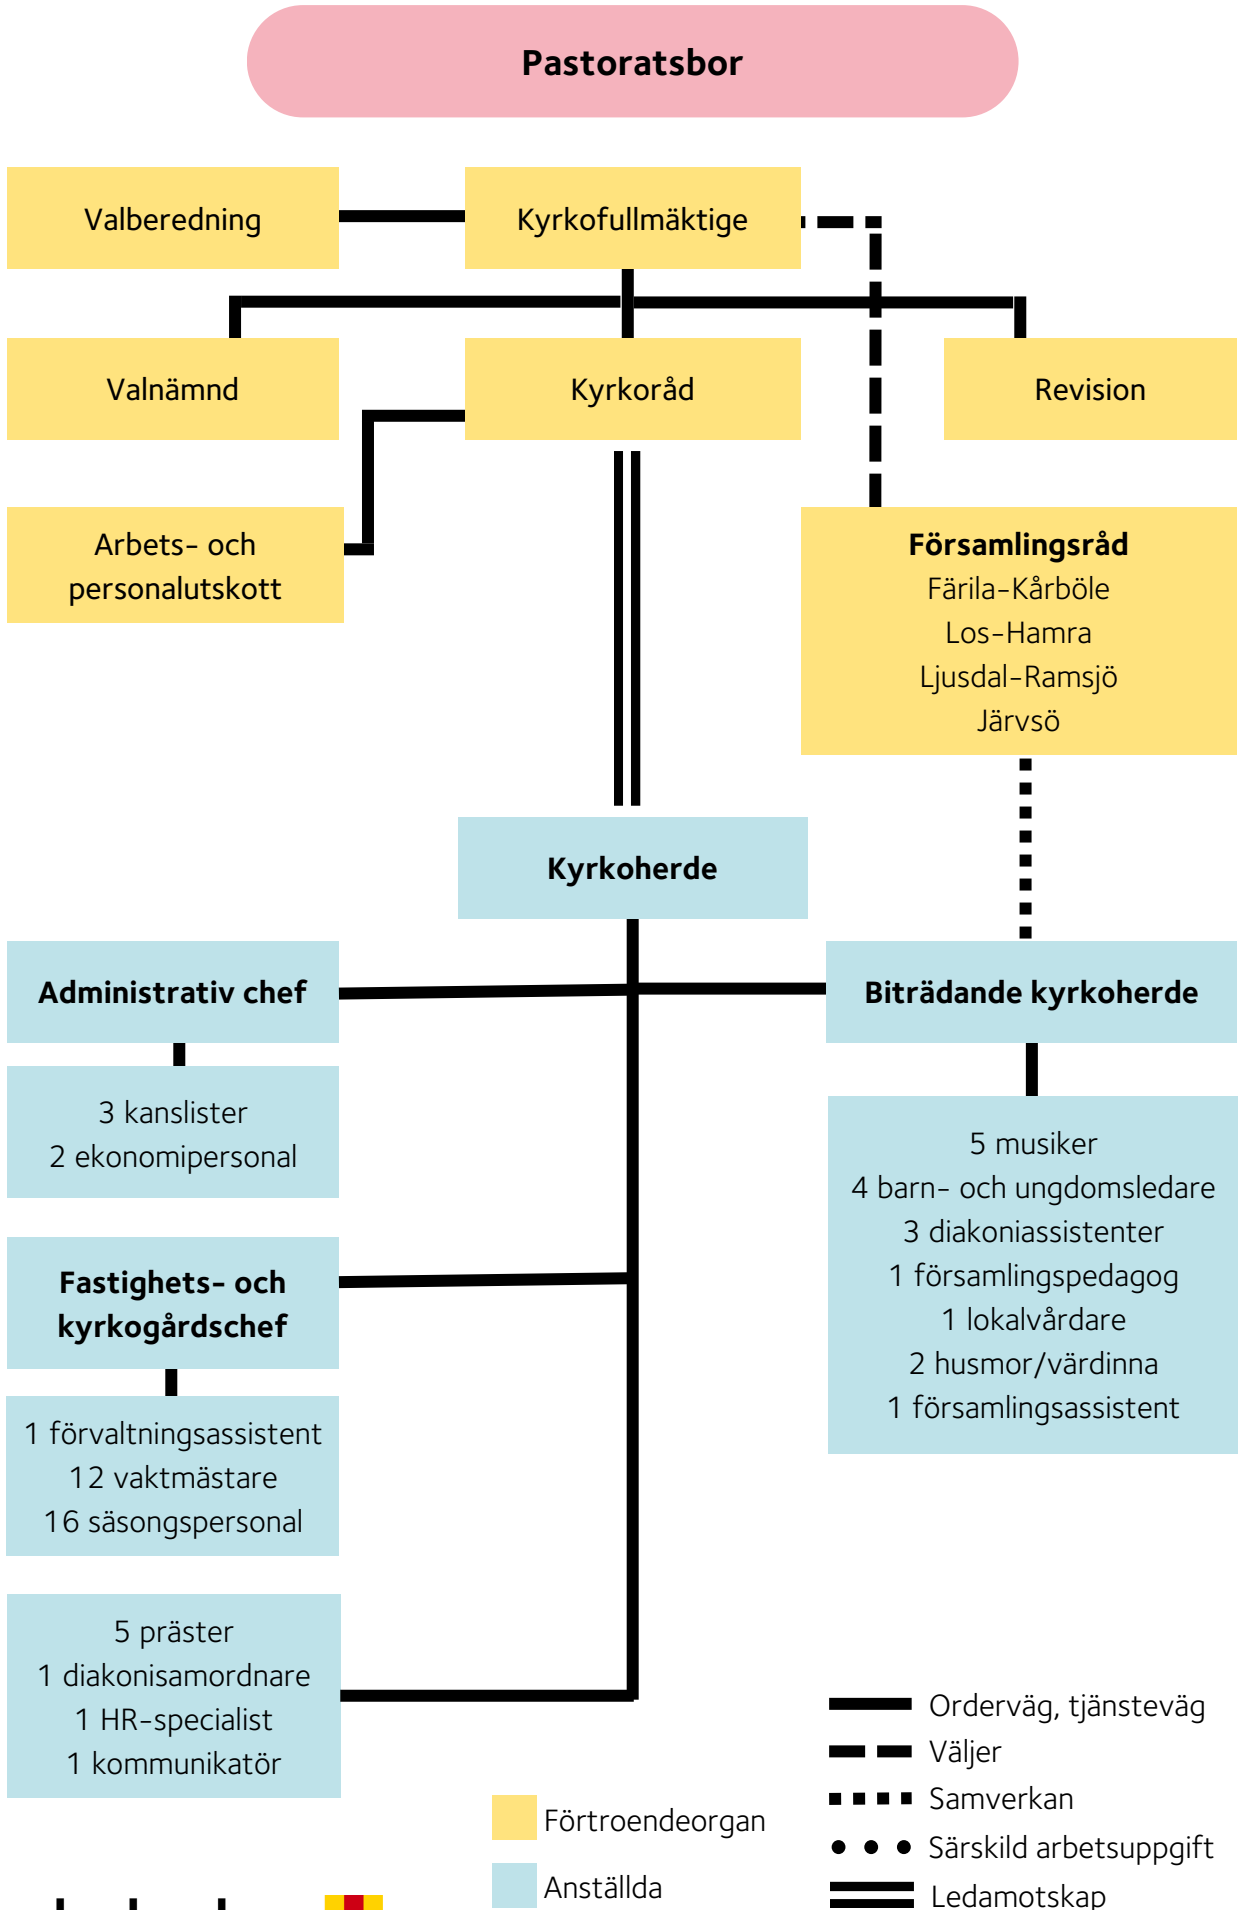 Pastoratsbor
Valberedning
Kyrkofullmäktige
Valnämnd
Kyrkoråd
Revision
Arbets- och
personalutskott
Församlingsråd
Färila-Kårböle
Los-Hamra
Ljusdal-Ramsjö
Järvsö
Kyrkoherde
Administrativ chef
Biträdande kyrkoherde
3 kanslister
2 ekonomipersonal
5 musiker
4 barn- och ungdomsledare
3 diakoniassistenter
1 församlingspedagog
1 lokalvårdare
2 husmor/värdinna
1 församlingsassistent
Fastighets- och
kyrkogårdschef
1 förvaltningsassistent
12 vaktmästare
16 säsongspersonal
5 präster
1 diakonisamordnare
1 HR-specialist
1 kommunikatör
Förtroendeorgan
Anställda
Orderväg, tjänsteväg
Väljer
Samverkan
Särskild arbetsuppgift
Ledamotskap